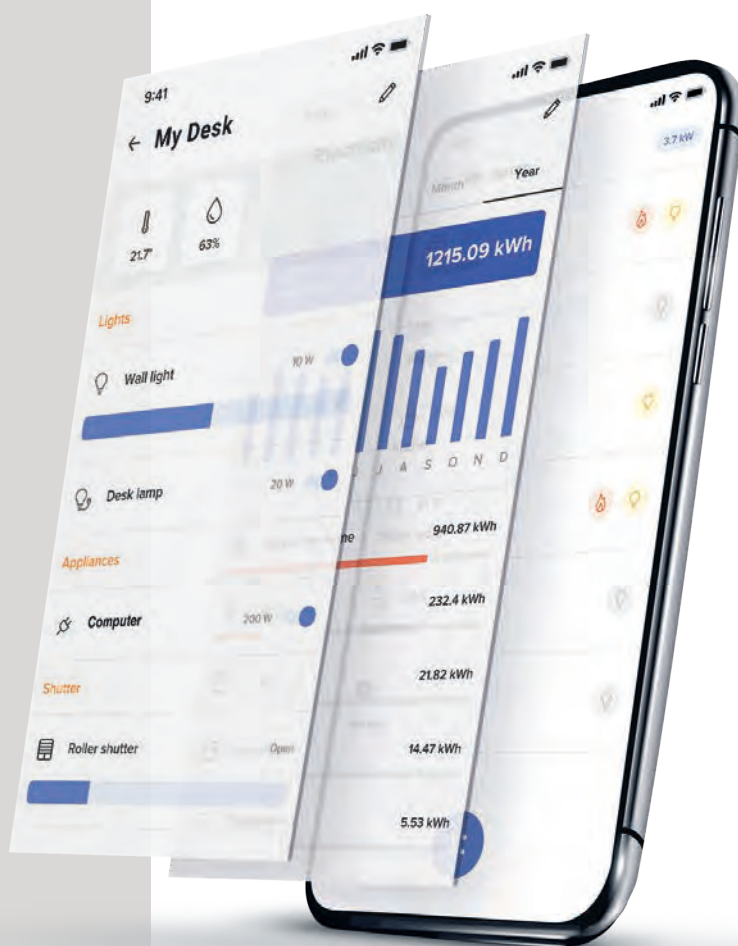 9:41
My Desk
21.7°
63%
Lights
Wall light
10 W
Desk lamp
20 W
Appliances
Computer
200 W
Shutter
Roller shutter
Open
Month
Year
1215.09 kWh
J A S O N D
940.87 kWh
232.4 kWh
21.82 kWh
14.47 kWh
5.53 kWh
3.7 kW